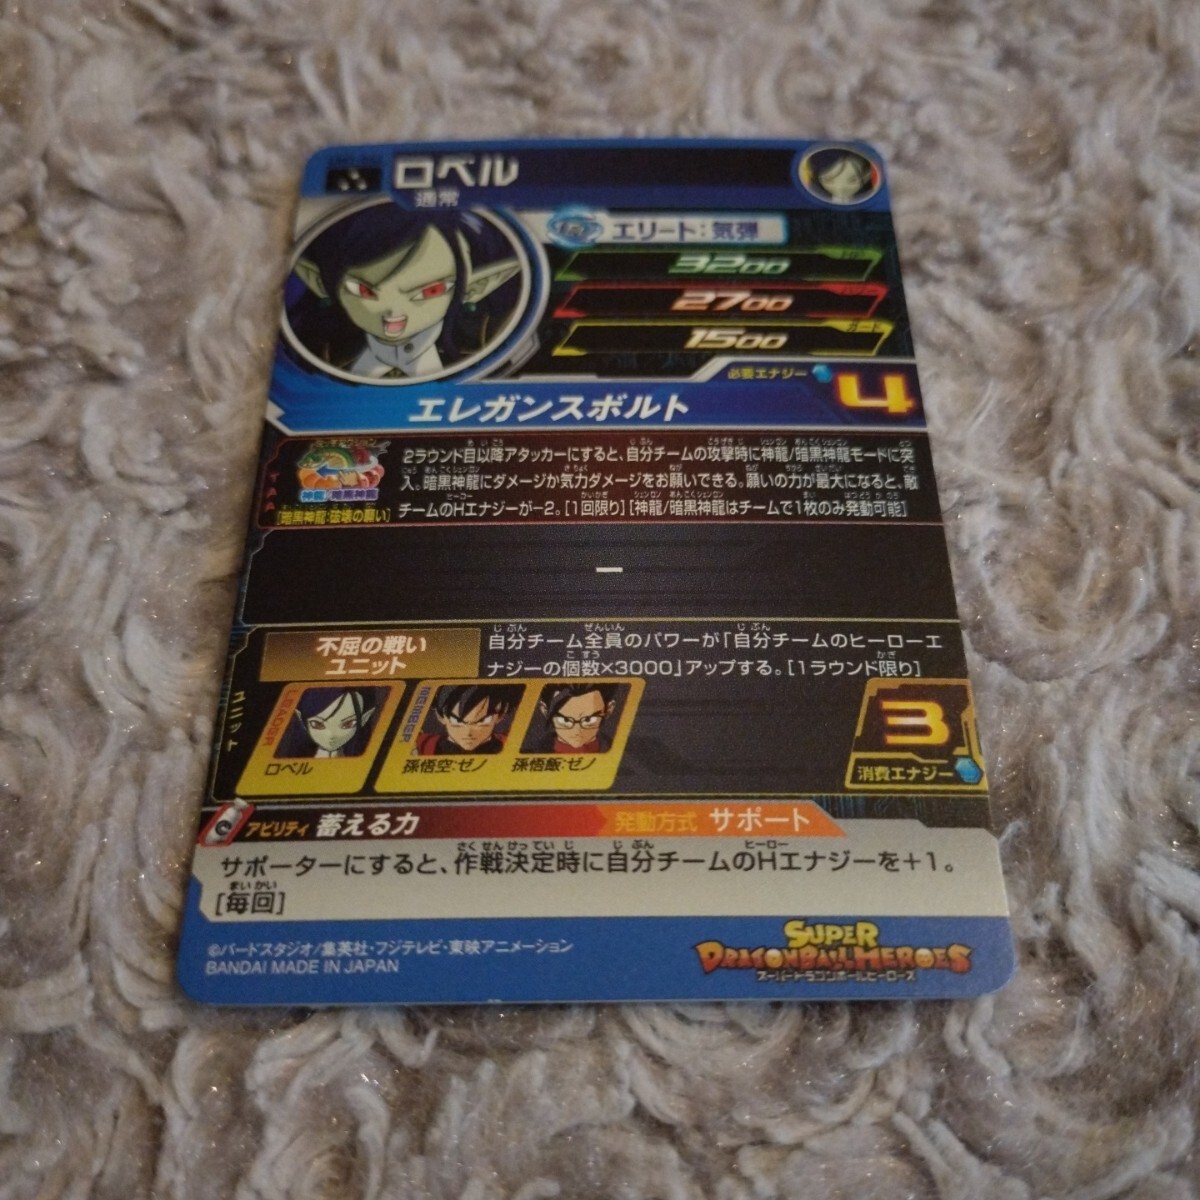 ロベル
通常
エリート:気弾
3200
パワー
2700
ガード
1500
必要エナジー
4
エレガンスボルト
2ラウンド目以降アタッカーにすると、自分チームの攻撃時に神龍/暗黒神龍モードに突
入。暗黒神龍にダメージか気力ダメージをお願いできる。願いの力が最大になると、敵
チームのHエナジーが-2。[1回限り][神龍/暗黒神龍はチームで1枚のみ発動可能]
神龍 暗黒神龍
[暗黒神龍:破壊の願い]
ー
不屈の戦い
ユニット
自分チーム全員のパワーが「自分チームのヒーローエ
ナジーの個数×3000」アップする。[1ラウンド限り]
ユニット
LEADER
ロベル
MEMBER
孫悟空:ゼノ
孫悟飯:ゼノ
3
消費エナジー
アビリティ 蓄える力
発動方式 サポート
サポーターにすると、作戦決定時に自分チームのHエナジーを+1。
[毎回]
©バードスタジオ/集英社・フジテレビ・東映アニメーション
BANDAI MADE IN JAPAN
SUPER
DRAGONBALL HEROES
スーパードラゴンボールヒーローズ